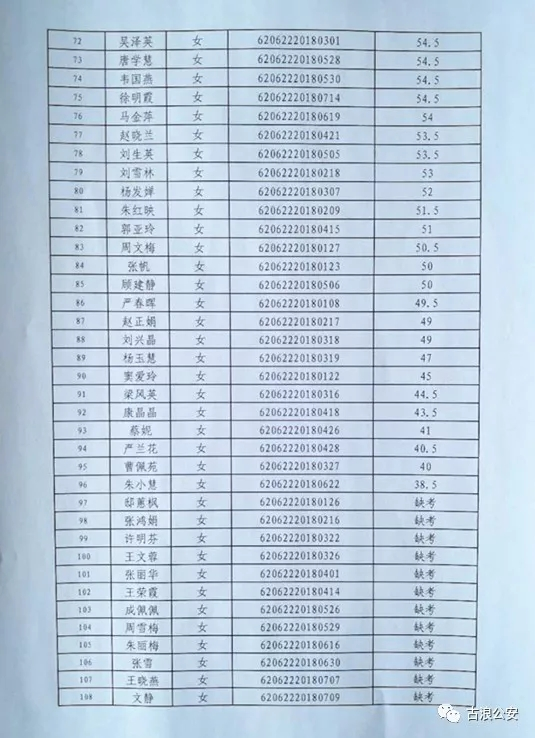 72 吴泽英 女 62062220180301 54.5
73 唐学慧 女 62062220180528 54.5
74 韦国燕 女 62062220180530 54.5
75 徐明霞 女 62062220180714 54.5
76 马金萍 女 62062220180619 54
77 赵晓兰 女 62062220180421 53.5
78 刘生英 女 62062220180505 53.5
79 刘雪林 女 62062220180218 53
80 杨发婵 女 62062220180307 52
81 朱红映 女 62062220180209 51.5
82 郭亚玲 女 62062220180415 51
83 周文梅 女 62062220180127 50.5
84 张帆 女 62062220180123 50
85 顾建静 女 62062220180506 50
86 严春晖 女 62062220180108 49.5
87 赵正娟 女 62062220180217 49
88 刘兴晶 女 62062220180318 49
89 杨玉慧 女 62062220180319 47
90 窦爱玲 女 62062220180122 45
91 梁风英 女 62062220180316 44.5
92 康晶晶 女 62062220180418 43.5
93 蔡妮 女 62062220180426 41
94 严兰花 女 62062220180428 40.5
95 曹佩苑 女 62062220180327 40
96 朱小慧 女 62062220180622 38.5
97 邸蕙枫 女 62062220180126 缺考
98 张鸿娟 女 62062220180216 缺考
99 许明芬 女 62062220180322 缺考
100 王文蓉 女 62062220180326 缺考
101 张丽华 女 62062220180401 缺考
102 王荣霞 女 62062220180414 缺考
103 成佩佩 女 62062220180526 缺考
104 周雪梅 女 62062220180529 缺考
105 朱丽梅 女 62062220180616 缺考
106 张雪 女 62062220180630 缺考
107 王晓燕 女 62062220180707 缺考
108 文静 女 62062220180709 缺考
古浪公安